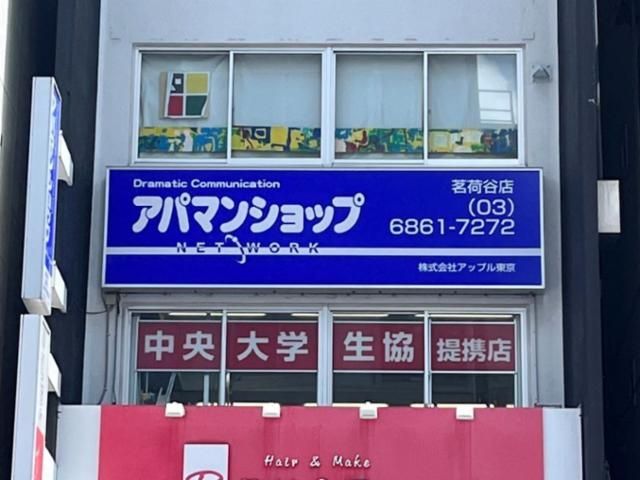 Dramatic Communication
アパマンショップ
NETWORK
茗荷谷店
(03)
6861-7272
株式会社アップル東京
中央 大学 生協 提携店
Hair & Make